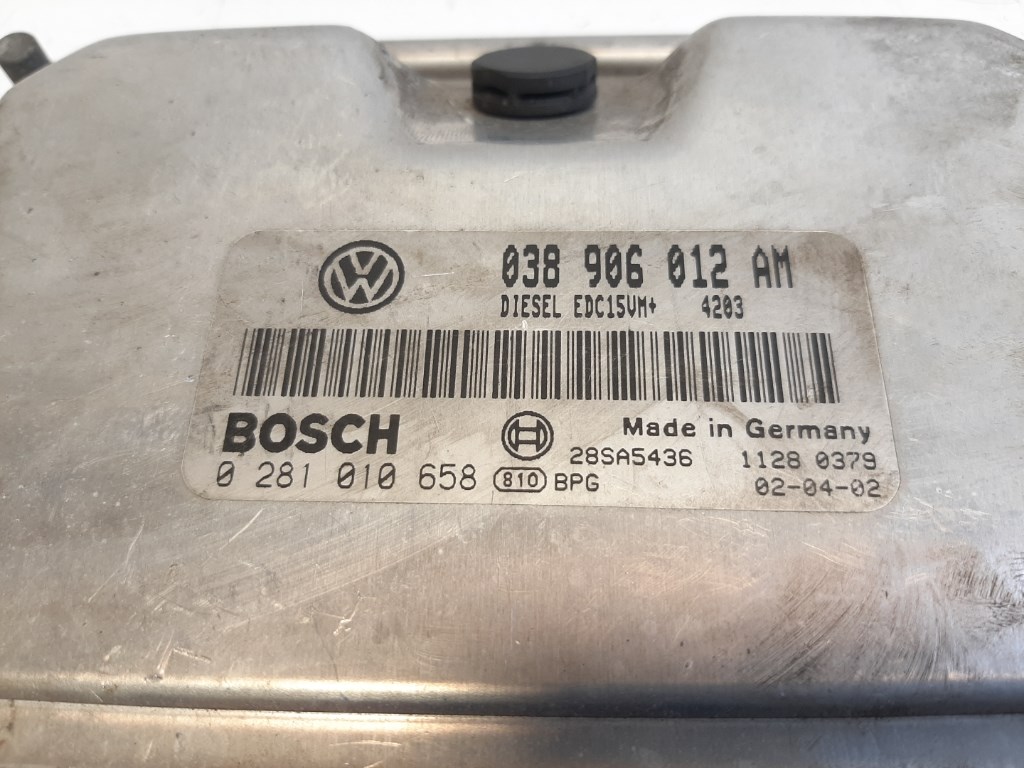 VW 038 906 012 AM
DIESEL EDC15VM+ 4203
BOSCH Made in Germany
28SA5436 1128 0379
0 281 010 658 810 BPG 02-04-02